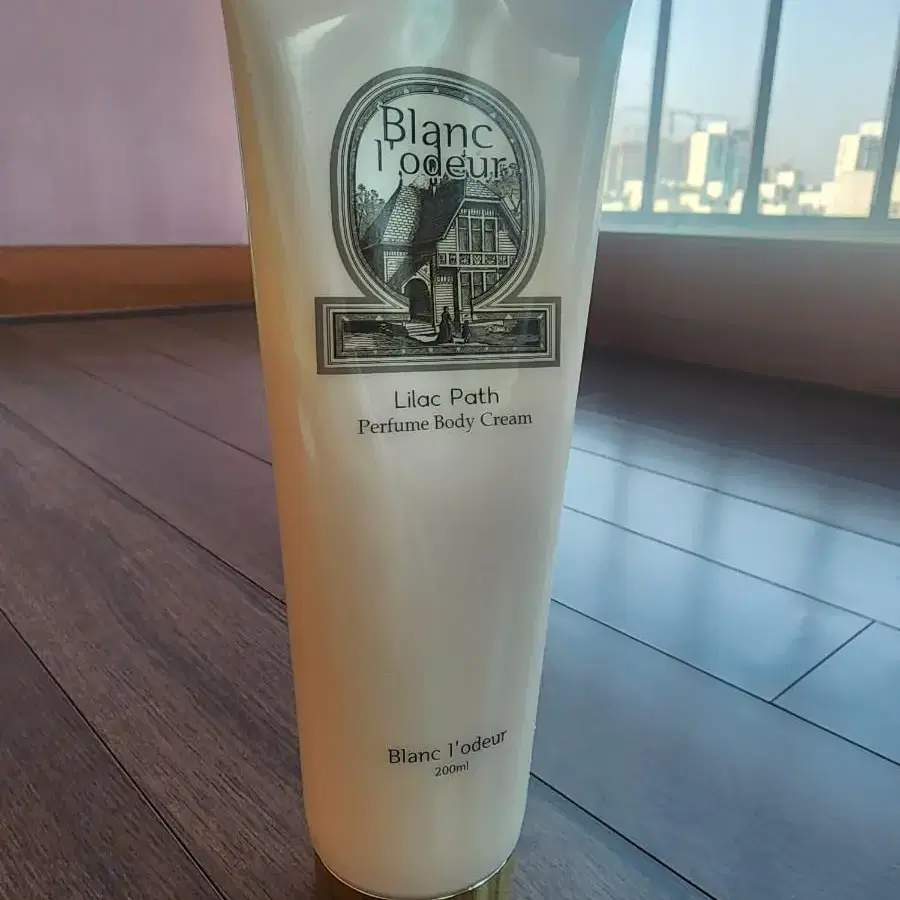 Blanc
l'odeur
Lilac Path
Perfume Body Cream
Blanc l'odeur
200ml